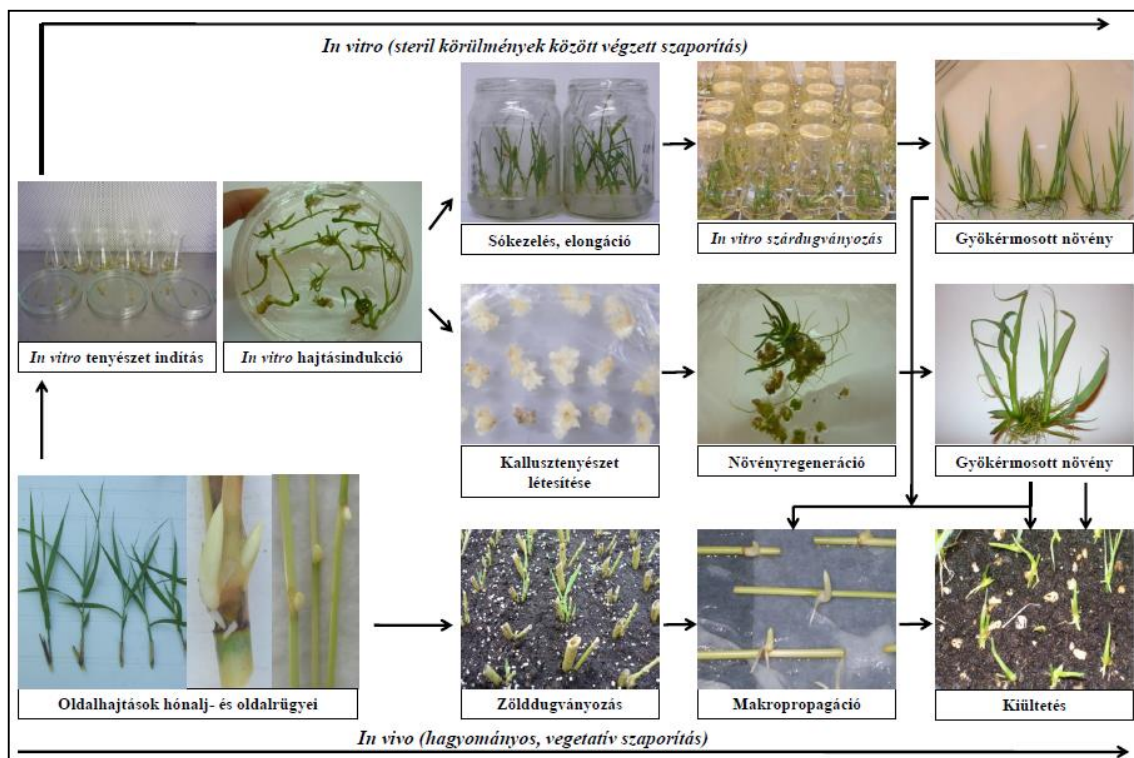 In vitro (steril körülmények között végzett szaporítás)
Sókezelés, elongáció
In vitro szárdugványozás
Gyökérmosott növény
In vitro tenyészet indítás
In vitro hajtásindukció
Kallusztenyészet
létesítése
Növényregeneráció
Gyökérmosott növény
Oldalhajtások hónalj- és oldalrügyei
Zölddugványozás
Makropropagáció
Kiültetés
In vivo (hagyományos, vegetatív szaporítás)